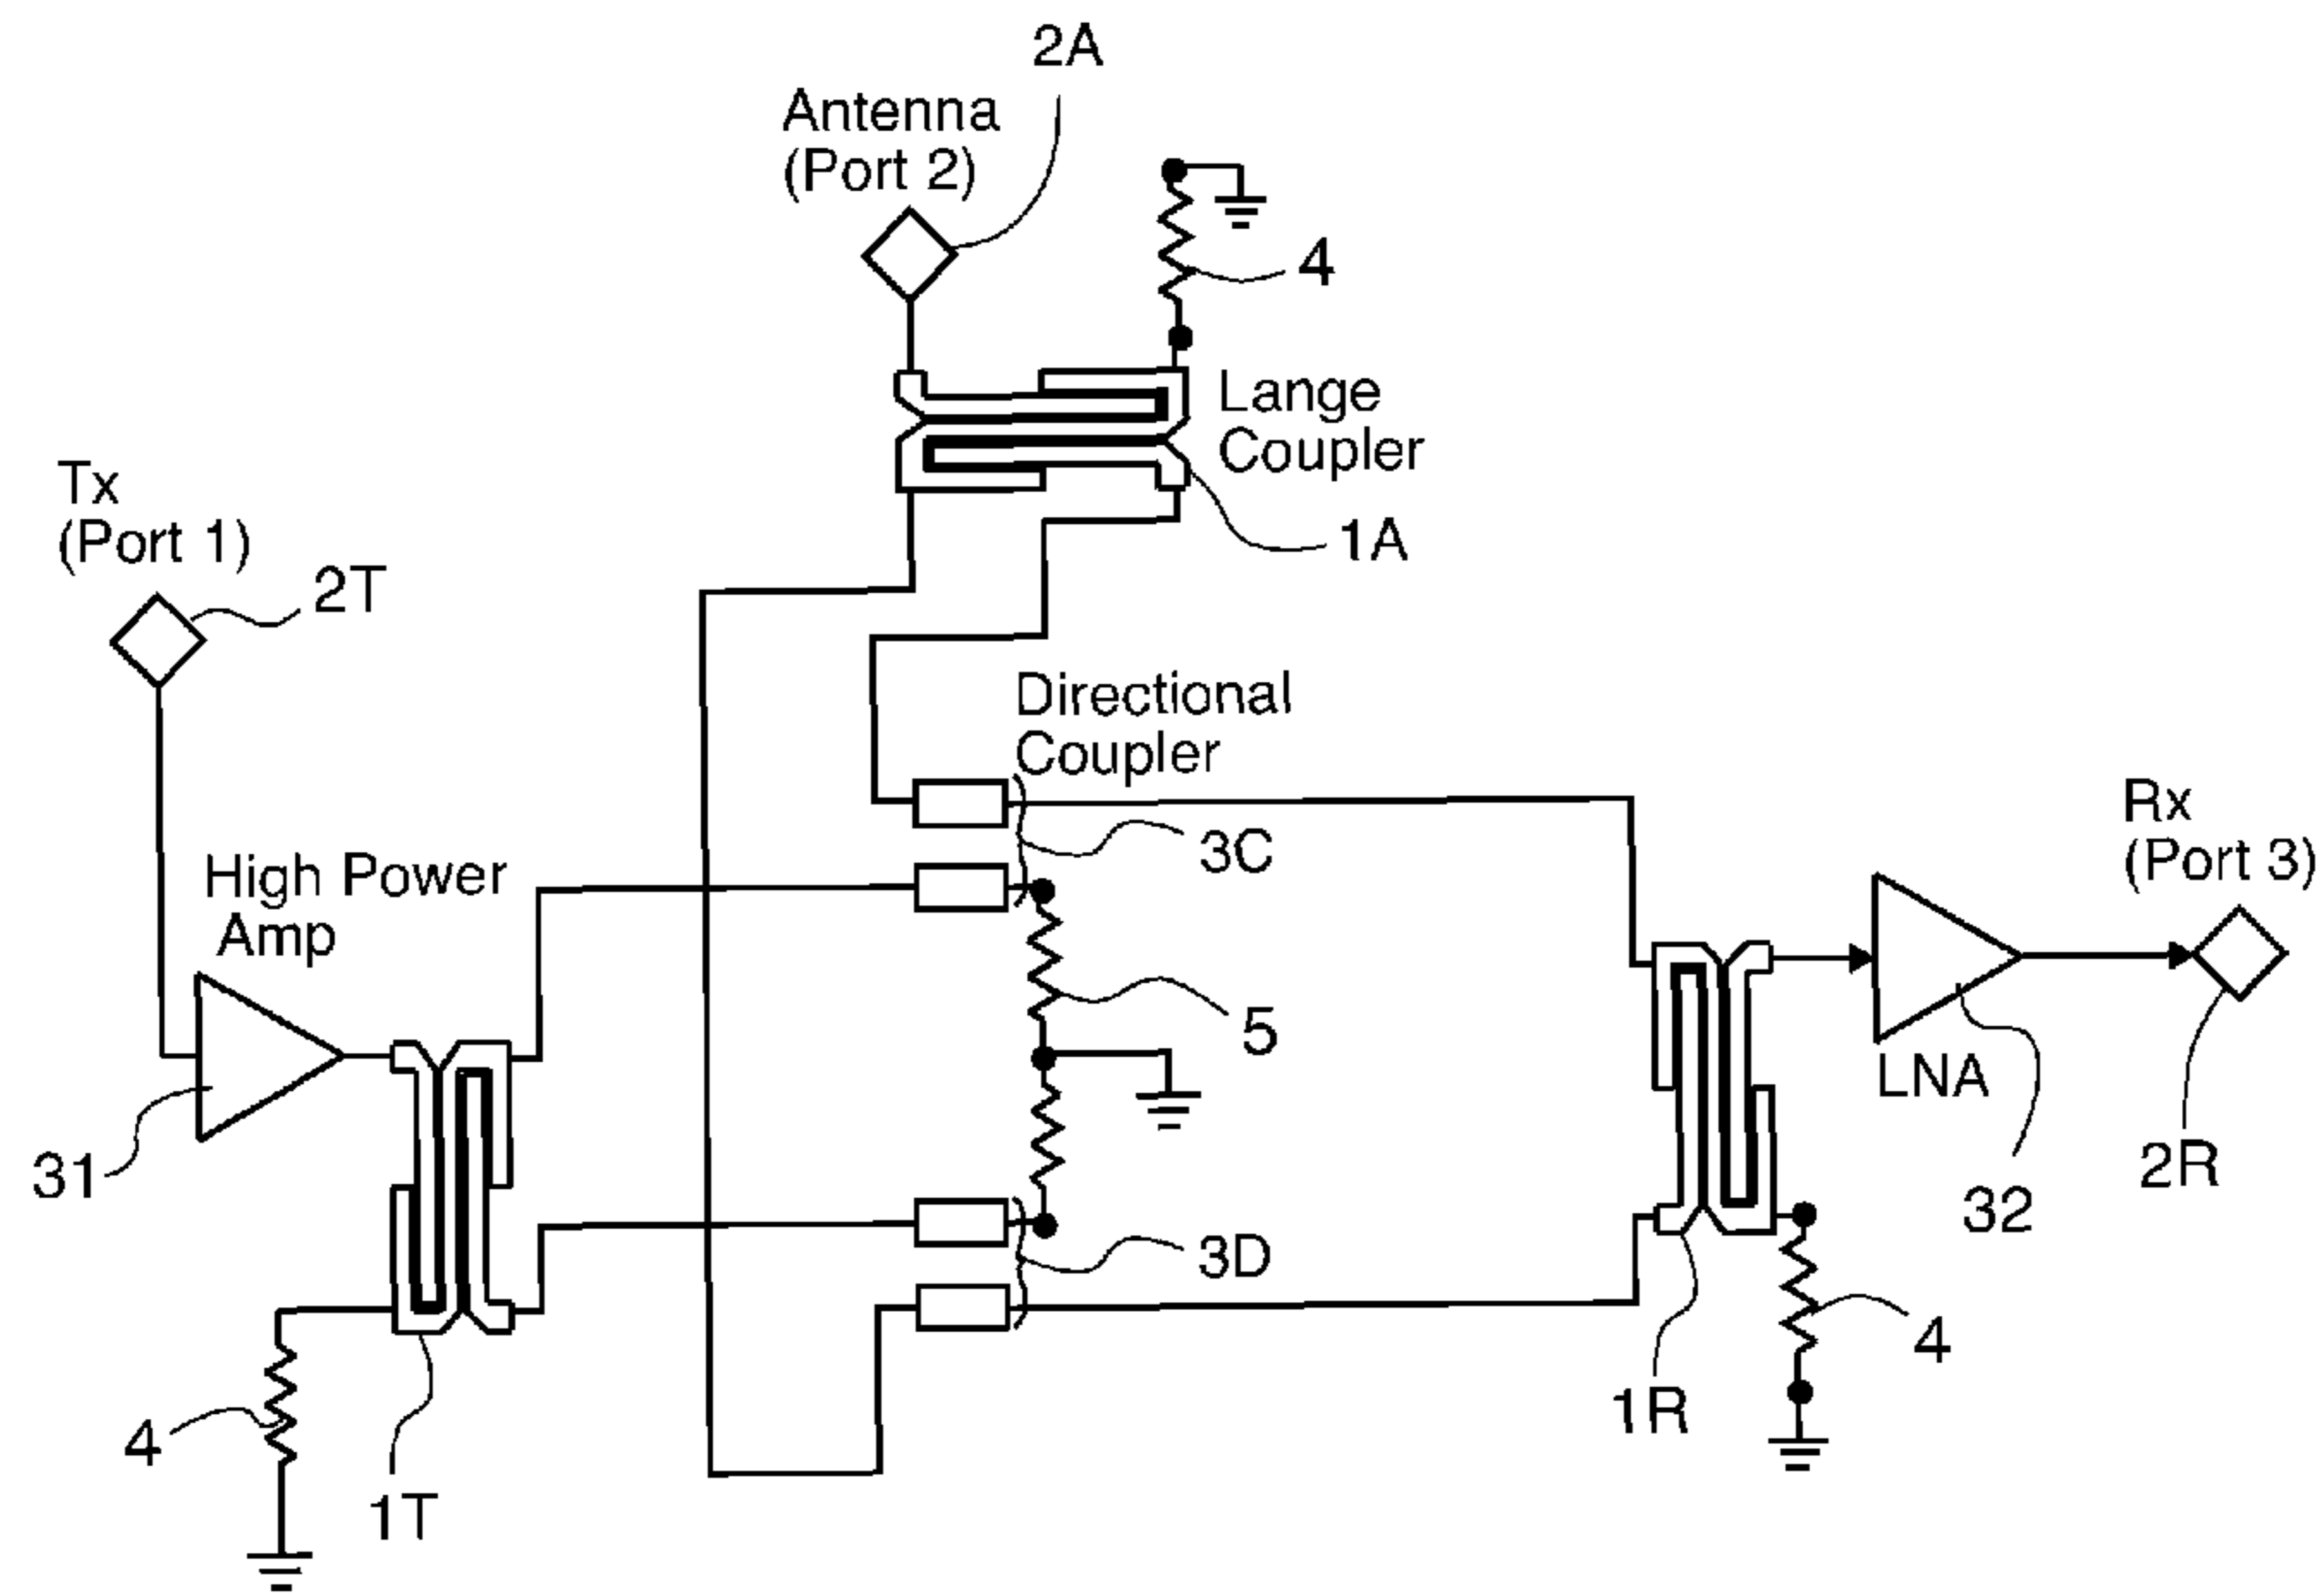 2A
Antenna
(Port 2)
4
Lange
Coupler
1A
Tx
(Port 1)
2T
Directional
Coupler
3C
High Power
Amp
Rx
(Port 3)
5
31
LNA
2R
32
3D
4
1R
4
1T